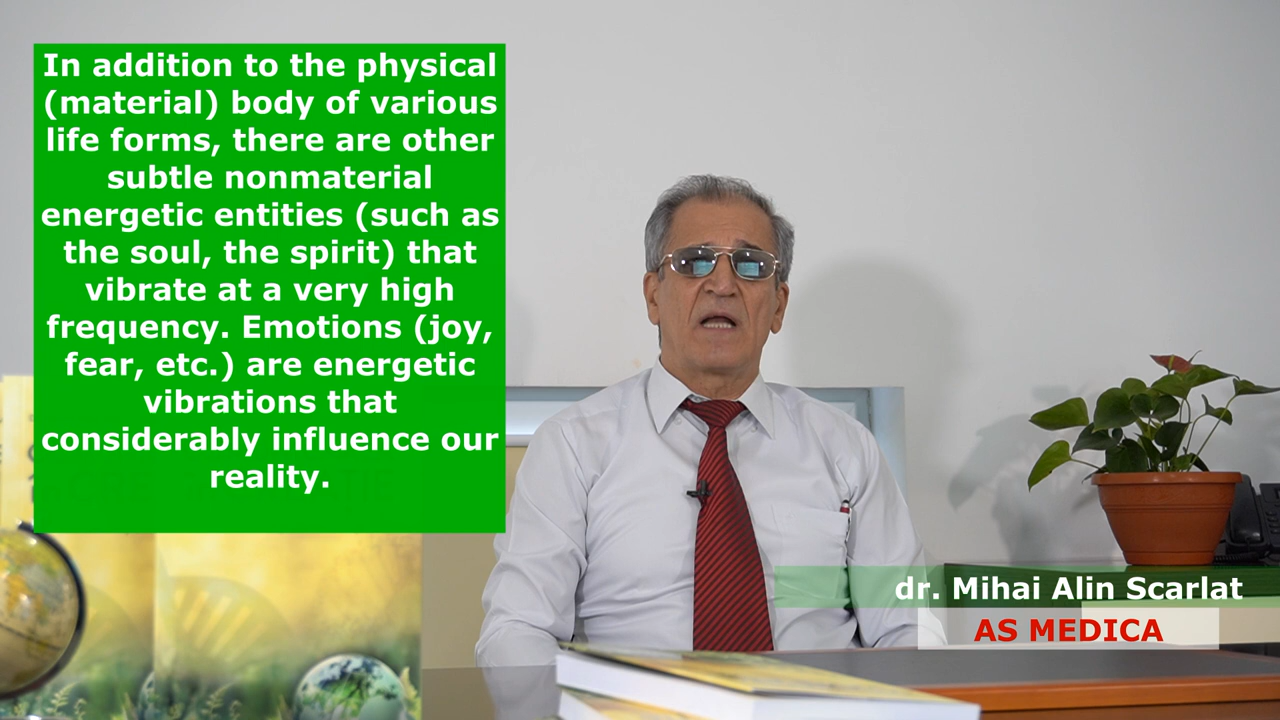 In addition to the physical
(material) body of various
life forms, there are other
subtle nonmaterial
energetic entities (such as
the soul, the spirit) that
vibrate at a very high
frequency. Emotions (joy,
fear, etc.) are energetic
vibrations that
considerably influence our
reality.
dr. Mihai Alin Scarlat
AS MEDICA